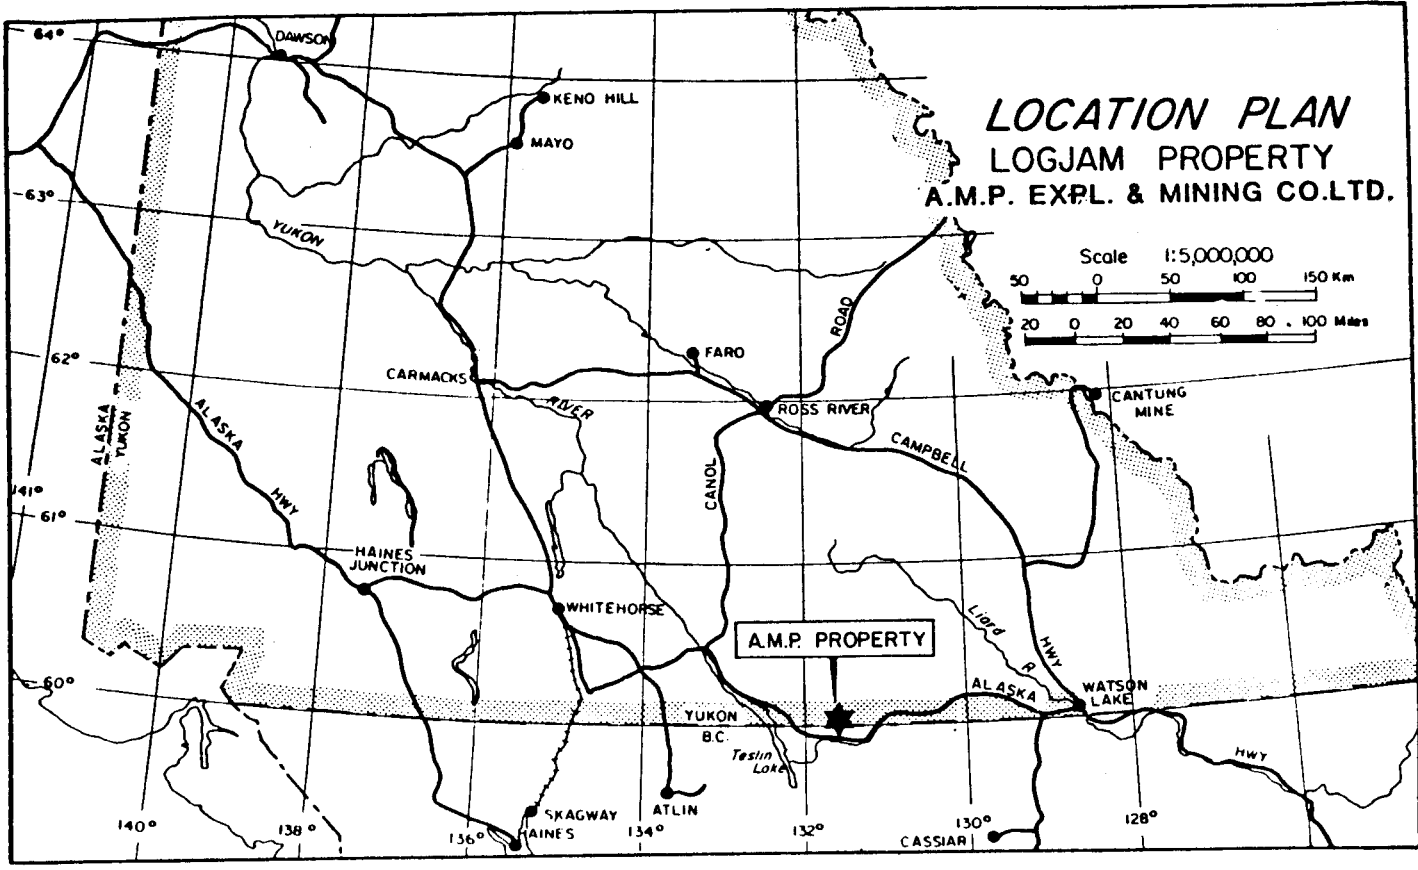 LOCATION PLAN
LOGJAM PROPERTY
A.M.P. EXPL. & MINING CO.LTD.
Scale 1:5,000,000
50 0 50 100 150 Km
20 0 20 40 60 80 100 Miles
64°
DAWSON
KENO HILL
MAYO
63°
YUKON
ROAD
62°
FARO
CARMACKS
RIVER
ROSS RIVER
CANTUNG
MINE
ALASKA
YUKON
ALASKA
CAMPBELL
CANOL
141°
HWY
61°
HAINES
JUNCTION
WHITEHORSE
Liard
R
HWY
A.M.P. PROPERTY
60°
ALASKA
WATSON
LAKE
YUKON
B.C.
Teslin
Lake
HWY
SKAGWAY
HAINES
ATLIN
CASSIAR
140°
138°
136°
134°
132°
130°
128°